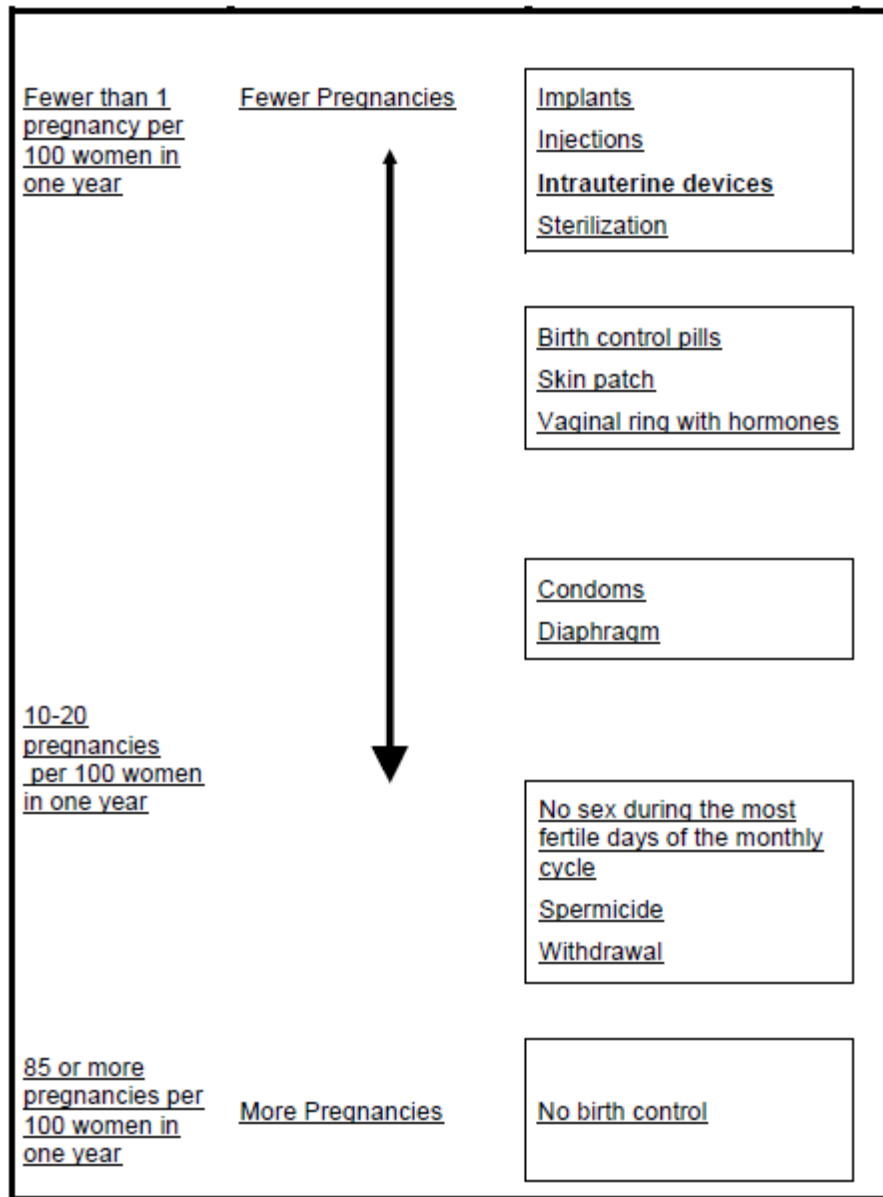 Fewer than 1
pregnancy per
100 women in
one year
Fewer Pregnancies
Implants
Injections
Intrauterine devices
Sterilization
Birth control pills
Skin patch
Vaginal ring with hormones
Condoms
Diaphragm
10-20
pregnancies
per 100 women
in one year
No sex during the most
fertile days of the monthly
cycle
Spermicide
Withdrawal
85 or more
pregnancies per
100 women in
one year
More Pregnancies
No birth control